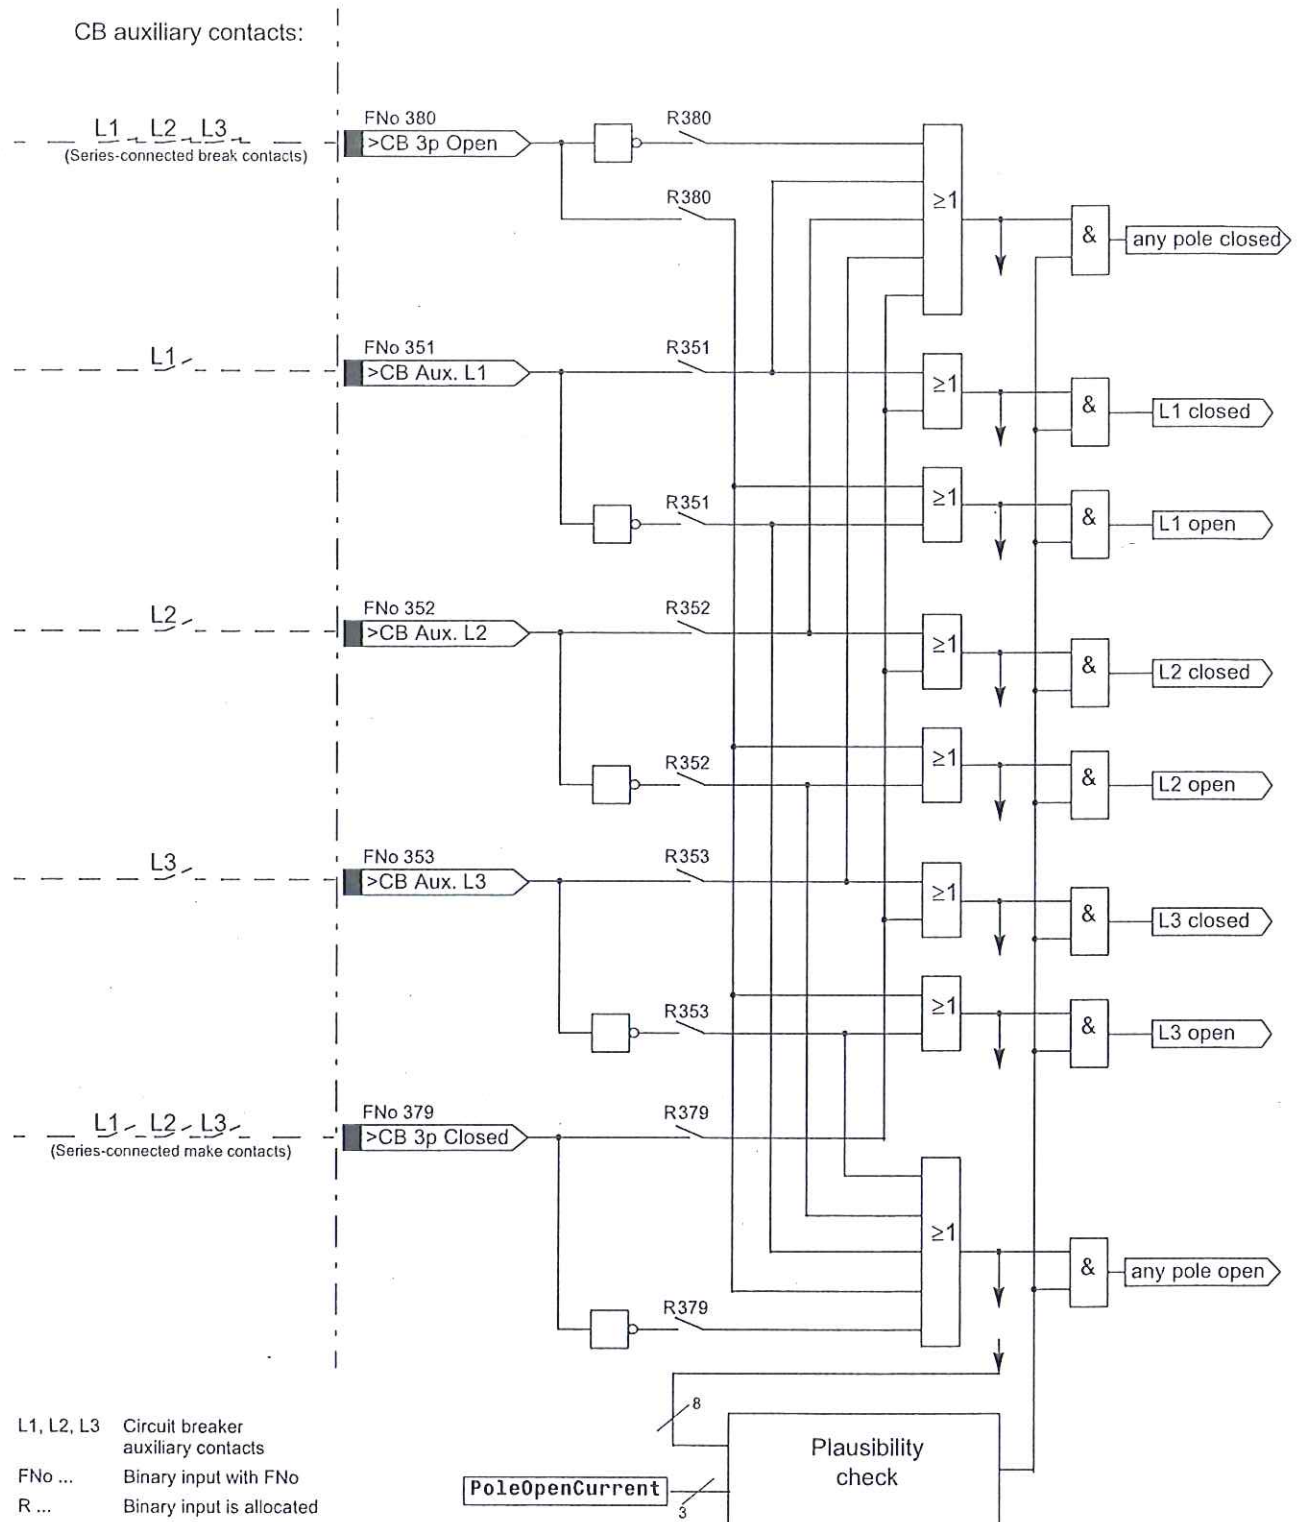 CB auxiliary contacts:
FNo 380
R380
L1 L2 L3
>CB 3p Open
(Series-connected break contacts)
R380
≥1
&
any pole closed
FNo 351
R351
L1
>CB Aux. L1
≥1
&
L1 closed
R351
≥1
&
L1 open
FNo 352
R352
L2
>CB Aux. L2
≥1
&
L2 closed
R352
≥1
&
L2 open
FNo 353
R353
L3
>CB Aux. L3
≥1
&
L3 closed
R353
≥1
&
L3 open
FNo 379
R379
L1 L2 L3
>CB 3p Closed
(Series-connected make contacts)
≥1
&
any pole open
R379
8
Plausibility
check
PoleOpenCurrent
3
L1, L2, L3 Circuit breaker
auxiliary contacts
FNo ... Binary input with FNo
R ... Binary input is allocated